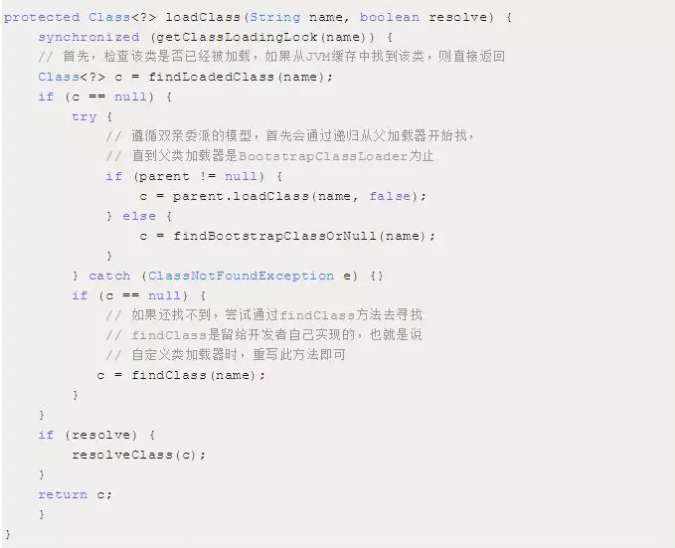 protected Class<?> loadClass(String name, boolean resolve) {
    synchronized (getClassLoadingLock(name)) {
    // 首先，检查该类是否已经被加载，如果从JVM缓存中找到该类，则直接返回
    Class<?> c = findLoadedClass(name);
    if (c == null) {
        try {
            // 遵循双亲委派的模型，首先会通过递归从父加载器开始找，
            // 直到父类加载器是BootstrapClassLoader为止
            if (parent != null) {
                c = parent.loadClass(name, false);
            } else {
                c = findBootstrapClassOrNull(name);
            }
        } catch (ClassNotFoundException e) {}
        if (c == null) {
            // 如果还找不到，尝试通过findClass方法去寻找
            // findClass是留给开发者自己实现的，也就是说
            // 自定义类加载器时，重写此方法即可
           c = findClass(name);
        }
    }
    if (resolve) {
        resolveClass(c);
    }
    return c;
    }
}